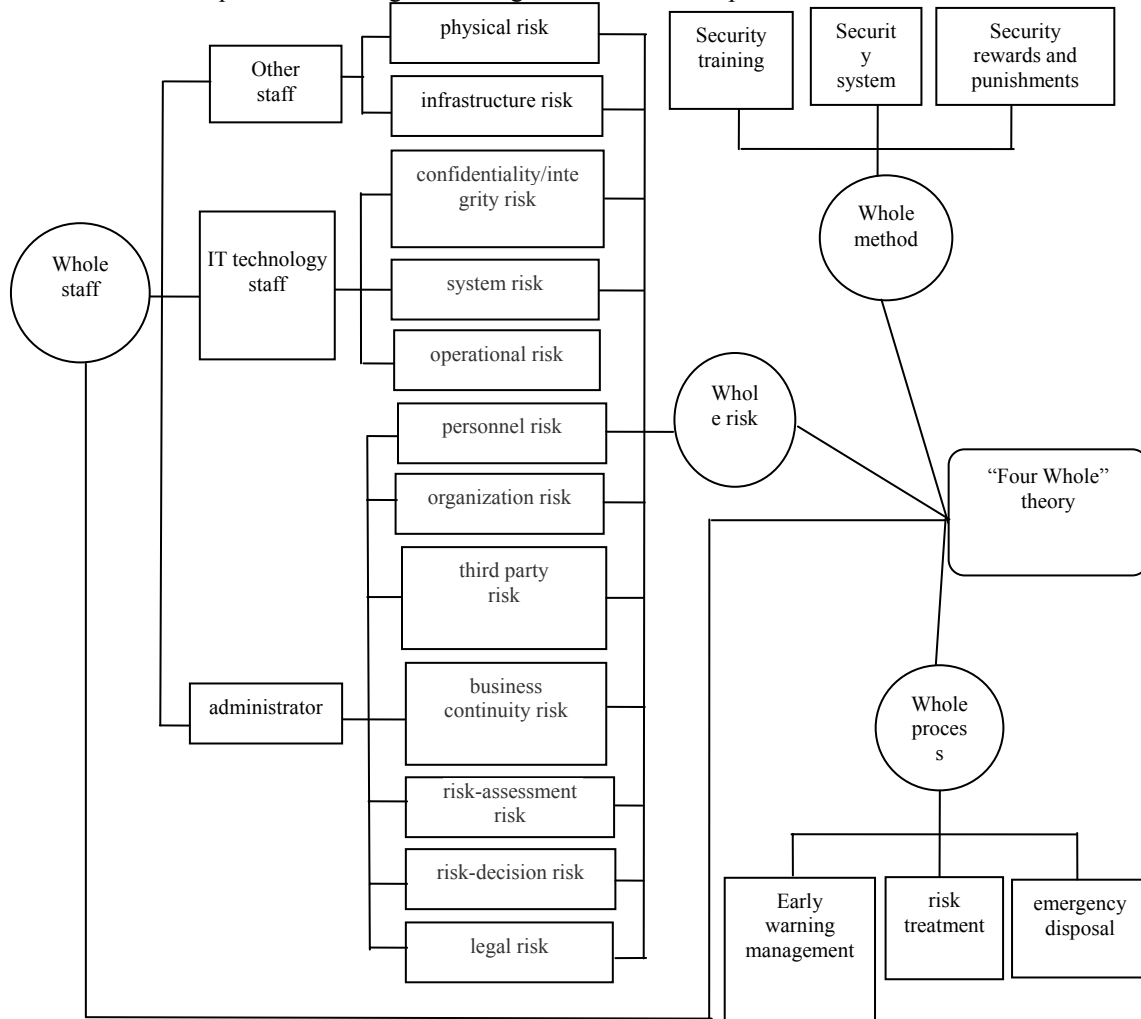 physical risk
Other
staff
infrastructure risk
confidentiality/inte
grity risk
Whole
staff
IT technology
staff
system risk
operational risk
personnel risk
organization risk
third party
risk
administrator
business
continuity risk
risk-assessment
risk
risk-decision risk
legal risk
Security
training
Securit
y
system
Security
rewards and
punishments
Whole
method
Whol
e risk
“Four Whole”
theory
Whole
proces
s
Early
warning
management
risk
treatment
emergency
disposal